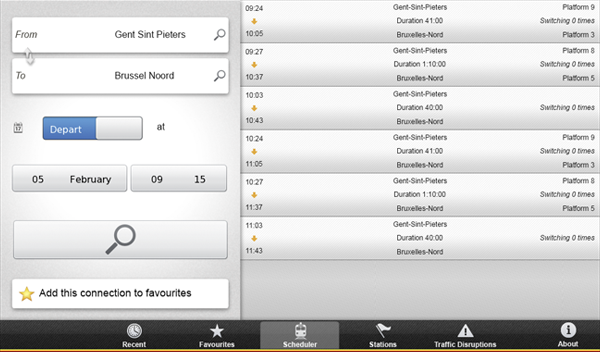 From Gent Sint Pieters
To Brussel Noord
17
Depart at
05 February 09 15
Add this connection to favourites
09:24 Gent-Sint-Pieters Platform 9
Duration 41:00 Switching 0 times
10:05 Bruxelles-Nord Platform 3
09:27 Gent-Sint-Pieters Platform 8
Duration 1:10:00 Switching 0 times
10:37 Bruxelles-Nord Platform 5
10:03 Gent-Sint-Pieters
Duration 40:00 Switching 0 times
10:43 Bruxelles-Nord
10:24 Gent-Sint-Pieters Platform 9
Duration 41:00 Switching 0 times
11:05 Bruxelles-Nord Platform 3
10:27 Gent-Sint-Pieters Platform 8
Duration 1:10:00 Switching 0 times
11:37 Bruxelles-Nord Platform 5
11:03 Gent-Sint-Pieters
Duration 40:00 Switching 0 times
11:43 Bruxelles-Nord
Recent Favourites Scheduler Stations Traffic Disruptions About